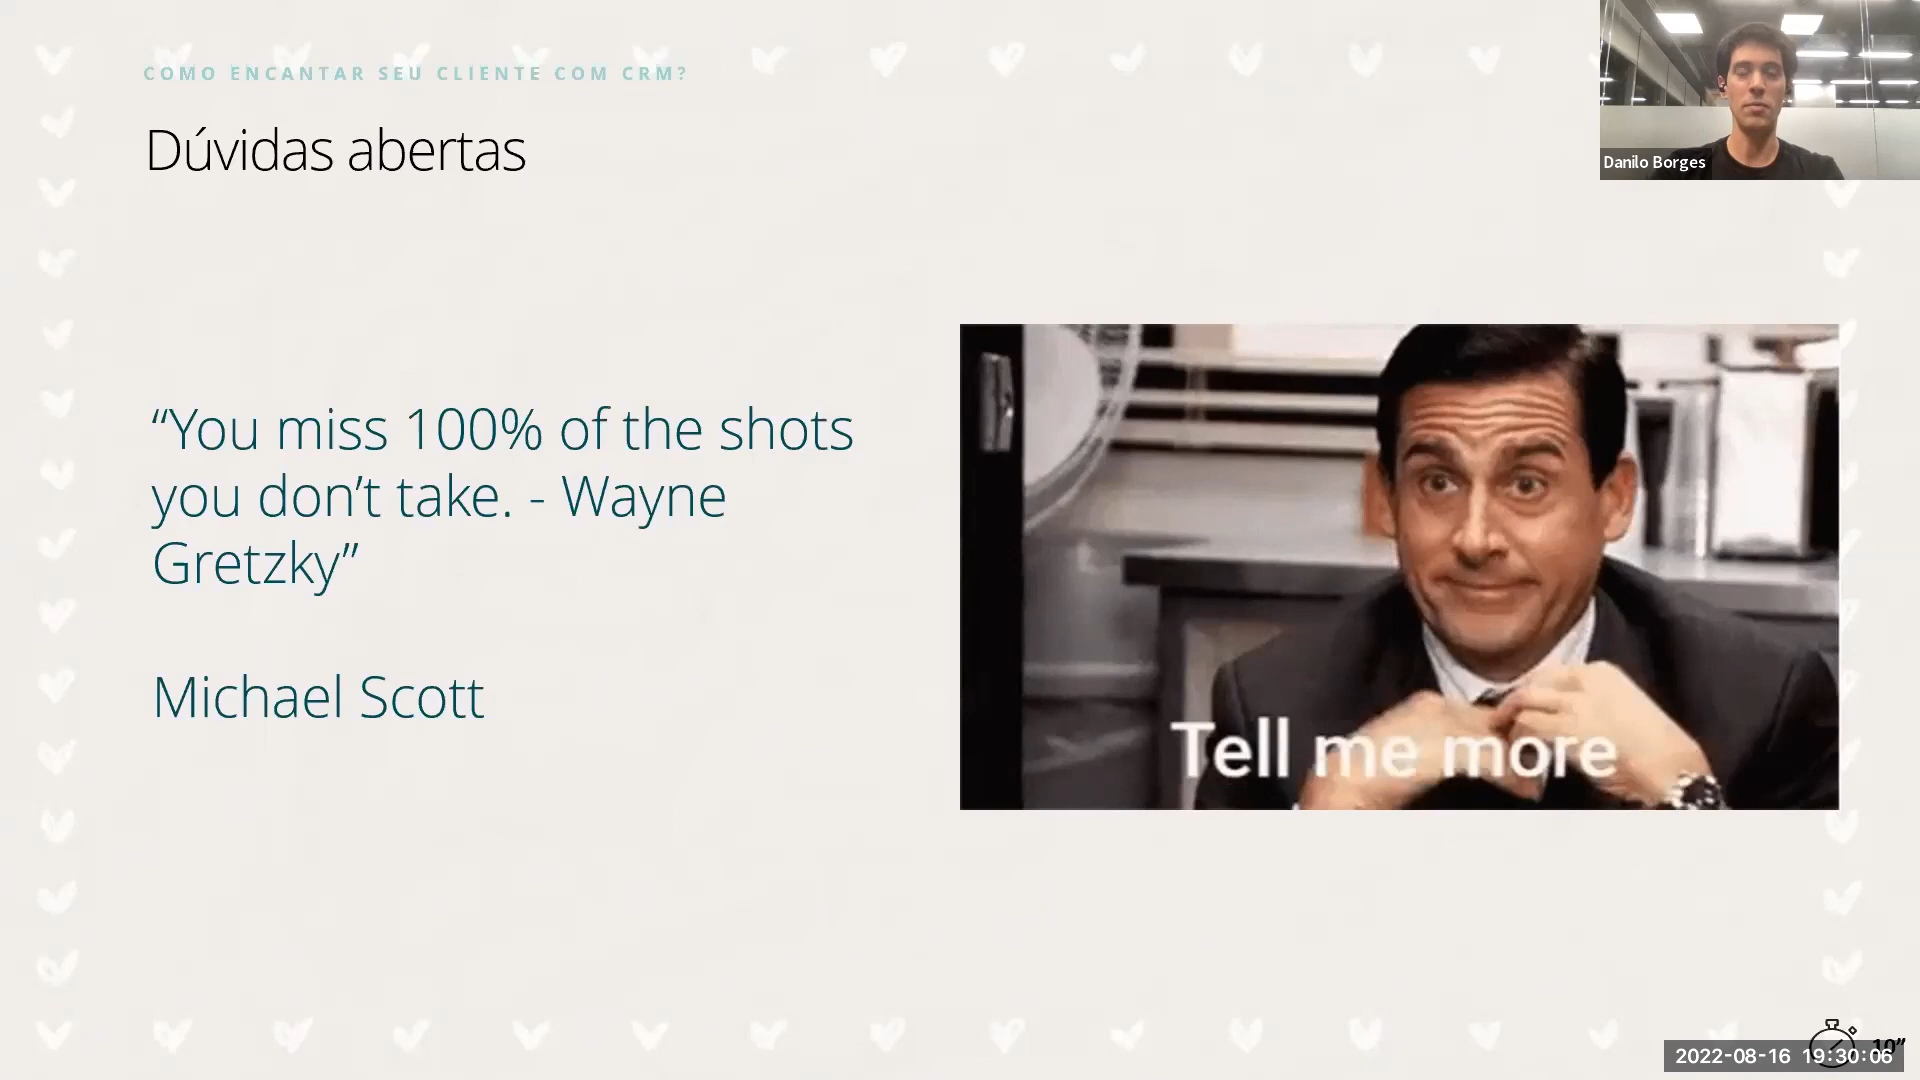 COMO ENCANTAR SEU CLIENTE COM CRM?
Dúvidas abertas
Danilo Borges
“You miss 100% of the shots
you don’t take. - Wayne
Gretzky”
Michael Scott
Tell me more
10”
2022-08-16 19:30:06